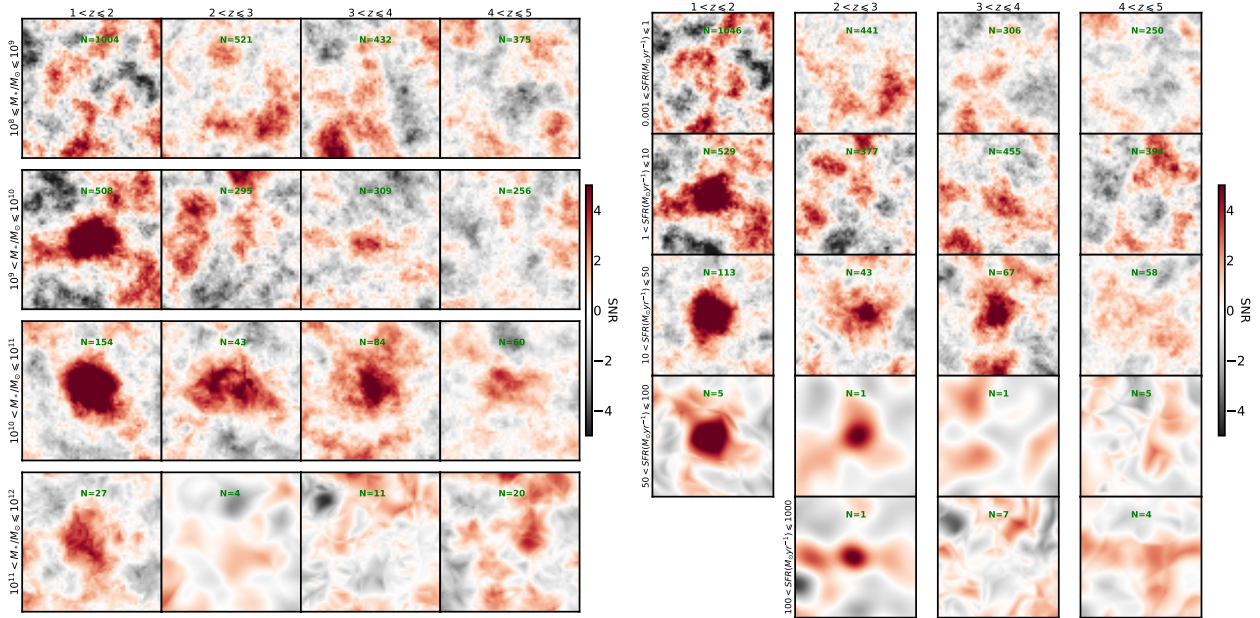 1 < z ⩽ 2 2 < z ⩽ 3 3 < z ⩽ 4 4 < z ⩽ 5
10⁸ ⩽ M⋆/M⊙ ⩽ 10⁹
N=1004 N=521 N=432 N=375
10⁹ < M⋆/M⊙ ⩽ 10¹⁰
N=508 N=295 N=309 N=256
10¹⁰ < M⋆/M⊙ ⩽ 10¹¹
N=154 N=43 N=84 N=60
10¹¹ < M⋆/M⊙ ⩽ 10¹²
N=27 N=4 N=11 N=20
4
2
0
−2
−4
SNR
1 < z ⩽ 2 2 < z ⩽ 3 3 < z ⩽ 4 4 < z ⩽ 5
0.001 ⩽ SFR(M⊙yr⁻¹) ⩽ 1
N=1046 N=441 N=306 N=250
1 < SFR(M⊙yr⁻¹) ⩽ 10
N=529 N=377 N=455 N=394
10 < SFR(M⊙yr⁻¹) ⩽ 50
N=113 N=43 N=67 N=58
50 < SFR(M⊙yr⁻¹) ⩽ 100
N=5 N=1 N=1 N=5
100 < SFR(M⊙yr⁻¹) ⩽ 1000
N=1 N=7 N=4
4
2
0
−2
−4
SNR